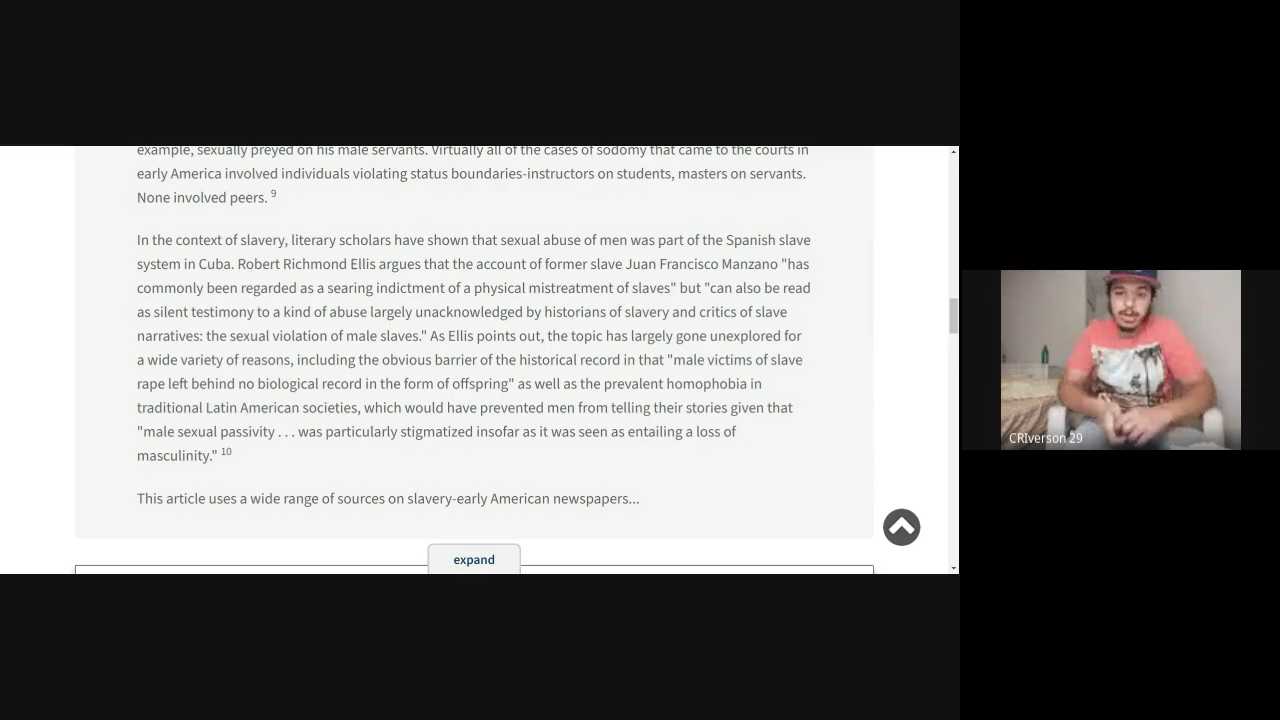 example, sexually preyed on his male servants. Virtually all of the cases of sodomy that came to the courts in
early America involved individuals violating status boundaries-instructors on students, masters on servants.
None involved peers. 9
In the context of slavery, literary scholars have shown that sexual abuse of men was part of the Spanish slave
system in Cuba. Robert Richmond Ellis argues that the account of former slave Juan Francisco Manzano "has
commonly been regarded as a searing indictment of a physical mistreatment of slaves" but "can also be read
as silent testimony to a kind of abuse largely unacknowledged by historians of slavery and critics of slave
narratives: the sexual violation of male slaves." As Ellis points out, the topic has largely gone unexplored for
a wide variety of reasons, including the obvious barrier of the historical record in that "male victims of slave
rape left behind no biological record in the form of offspring" as well as the prevalent homophobia in
traditional Latin American societies, which would have prevented men from telling their stories given that
"male sexual passivity . . . was particularly stigmatized insofar as it was seen as entailing a loss of
masculinity." 10
This article uses a wide range of sources on slavery-early American newspapers...
expand
CRIverson 29